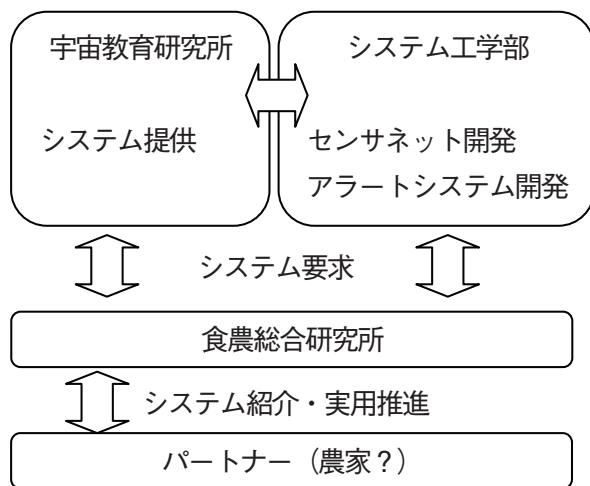 宇宙教育研究所
システム提供
システム工学部
センサネット開発
アラートシステム開発
システム要求
食農総合研究所
システム紹介・実用推進
パートナー（農家？）